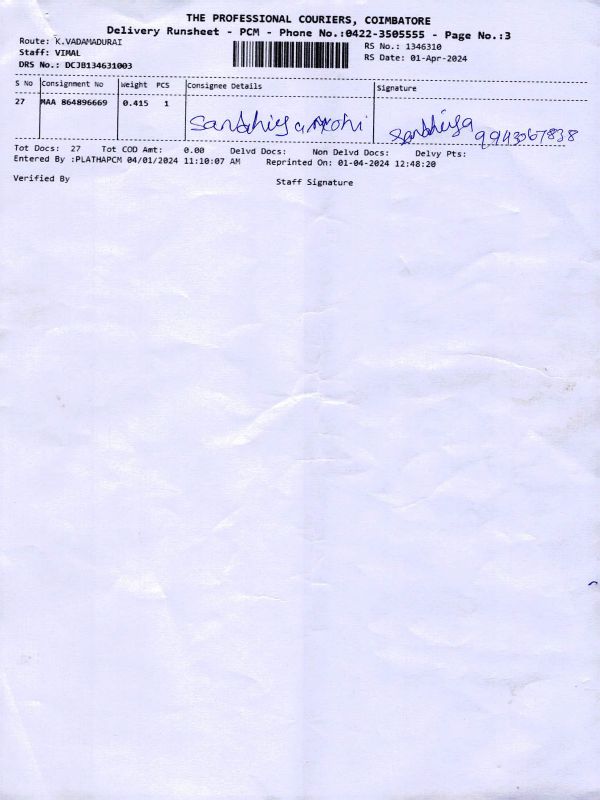 THE PROFESSIONAL COURIERS, COIMBATORE
Delivery Runsheet - PCM - Phone No.:0422-3505555 - Page No.:3
Route: K.VADAMADURAI
RS No.: 1346310
Staff: VIMAL
RS Date: 01-Apr-2024
DRS No.: DCJB134631003
S No Consignment No Weight PCS Consignee Details Signature
27 MAA 864896669 0.415 1
Sandhiya Sandhiya 9943067838
Tot Docs: 27 Tot COD Amt: 0.00 Delvd Docs: Non Delvd Docs: Delvy Pts:
Entered By :PLATHAPCM 04/01/2024 11:10:07 AM Reprinted On: 01-04-2024 12:48:20
Verified By Staff Signature